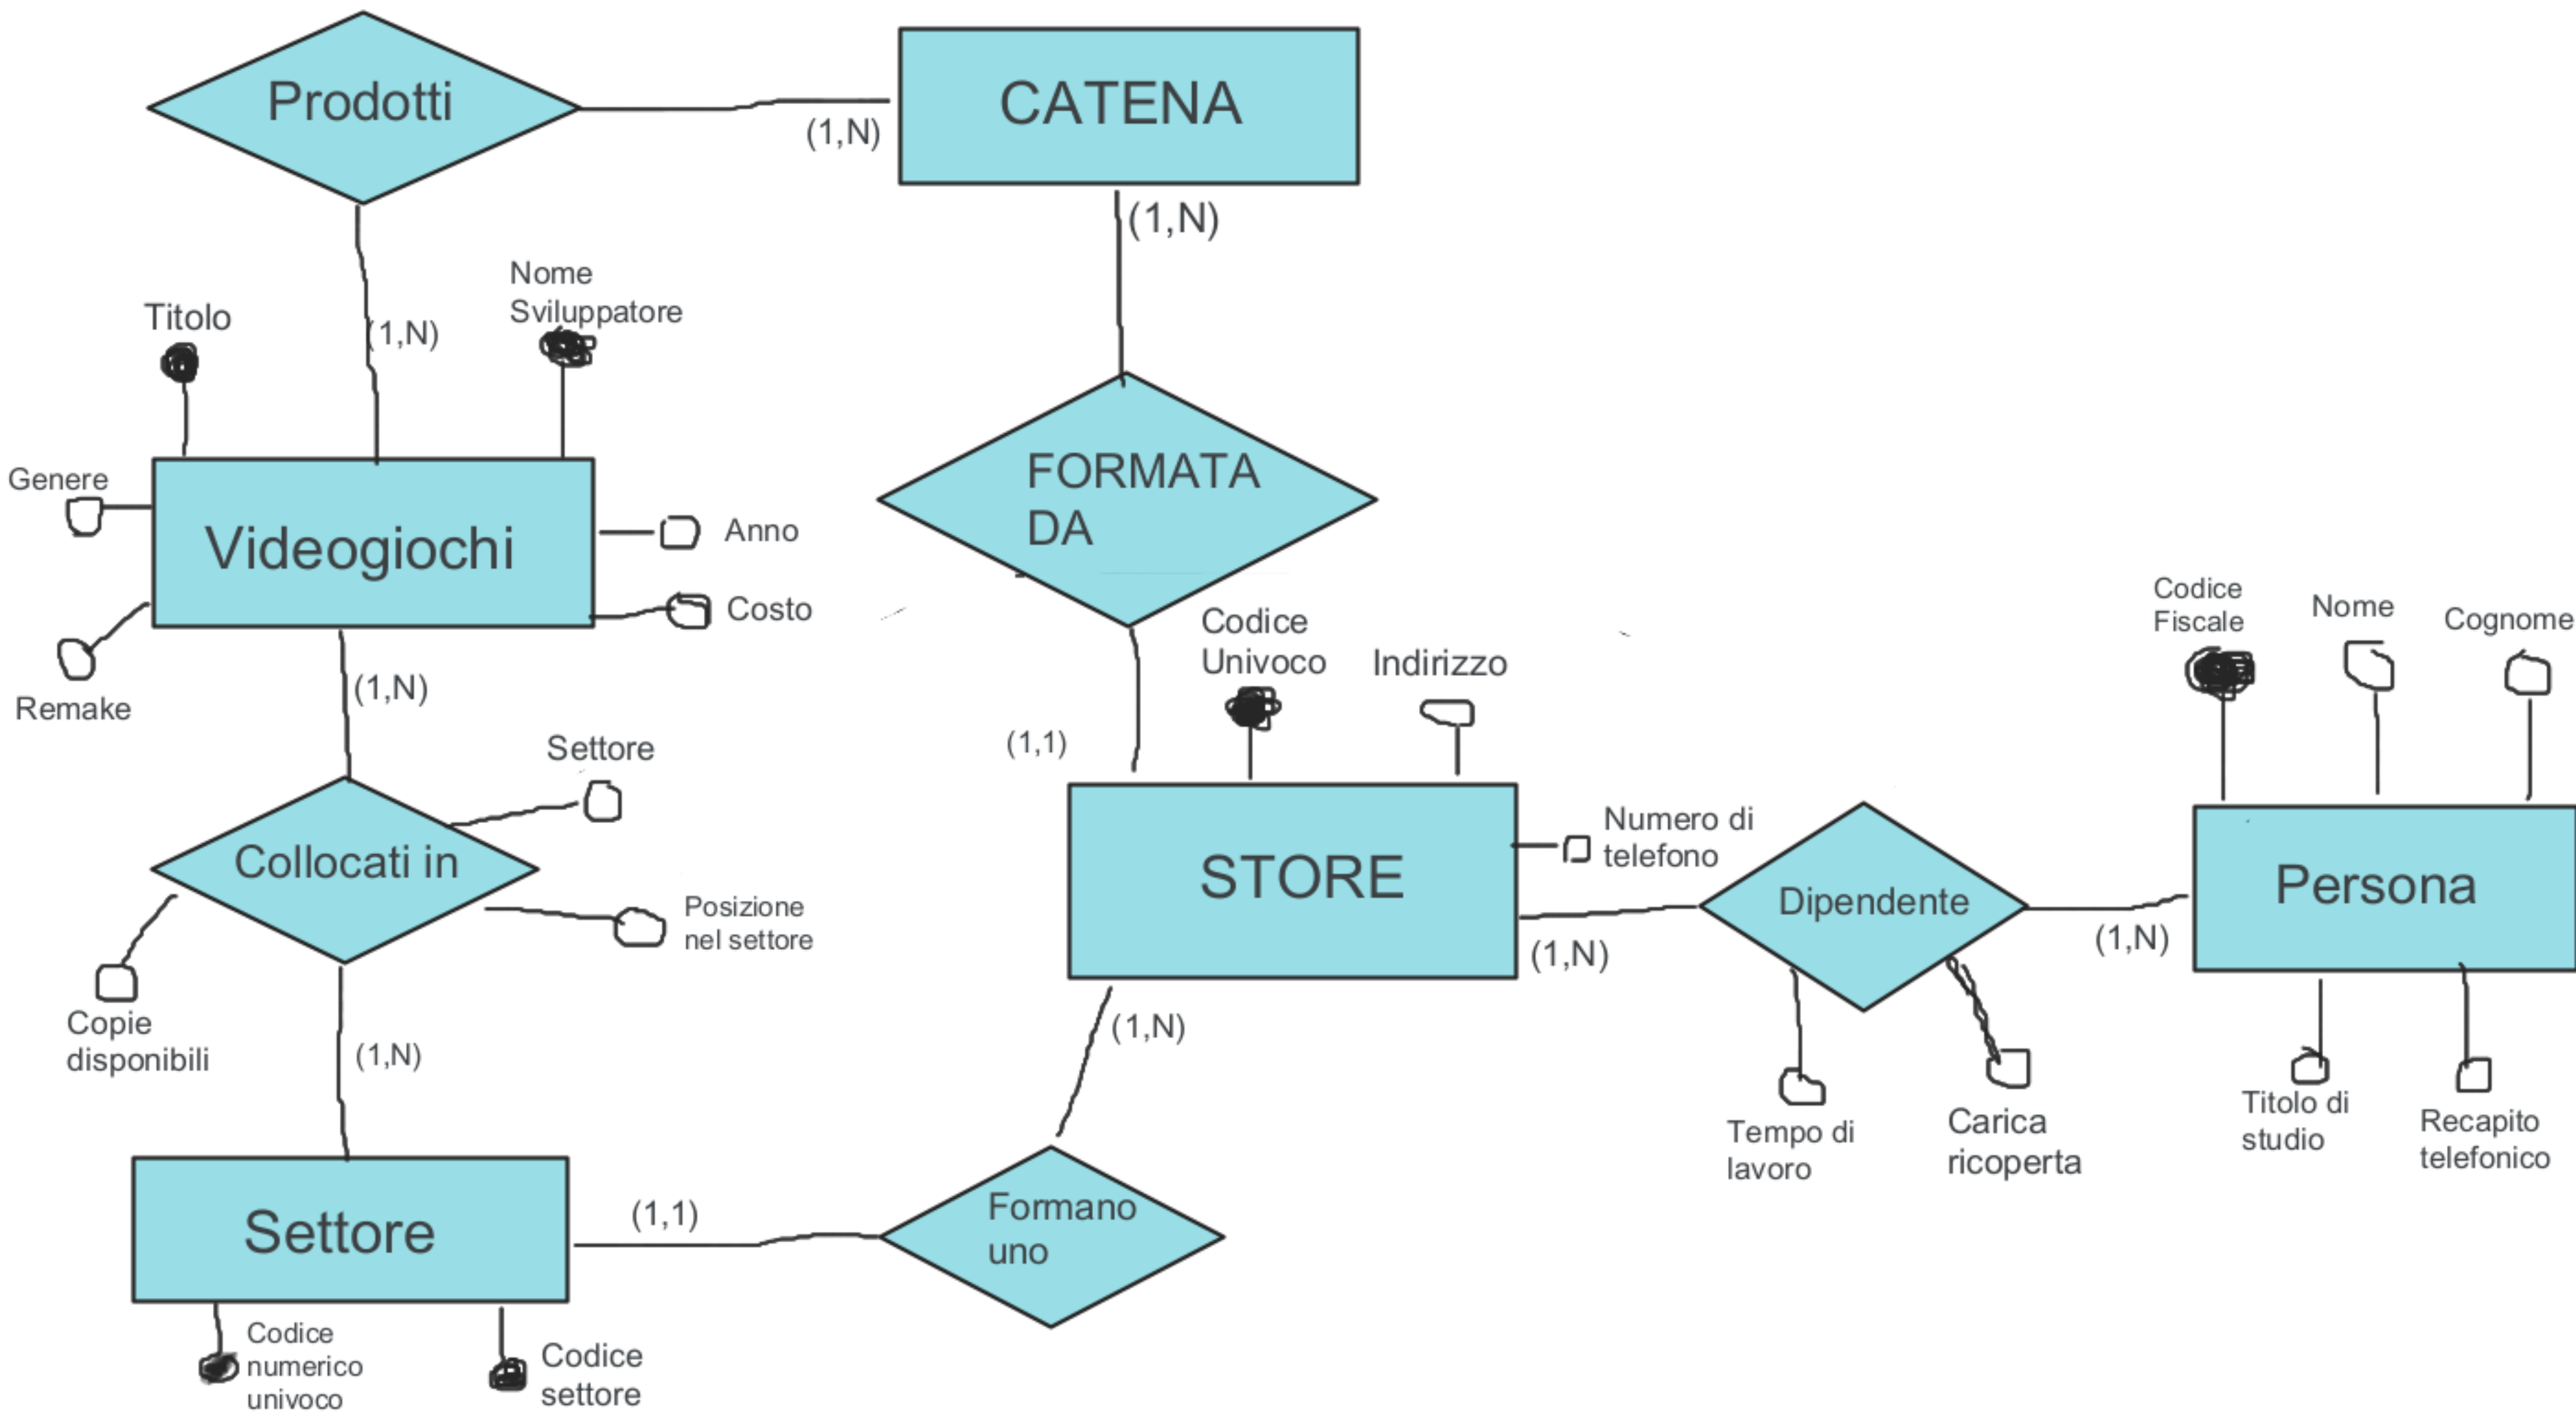 Prodotti
CATENA
(1,N)
(1,N)
Nome
Sviluppatore
Titolo
(1,N)
Genere
Videogiochi
Anno
Costo
Remake
(1,N)
FORMATA
DA
Codice
Univoco
Indirizzo
(1,1)
Codice
Fiscale
Nome
Cognome
Settore
Collocati in
Posizione
nel settore
Copie
disponibili
(1,N)
STORE
Numero di
telefono
(1,N)
Dipendente
(1,N)
Persona
(1,N)
Tempo di
lavoro
Carica
ricoperta
Titolo di
studio
Recapito
telefonico
Settore
(1,1)
Formano
uno
Codice
numerico
univoco
Codice
settore